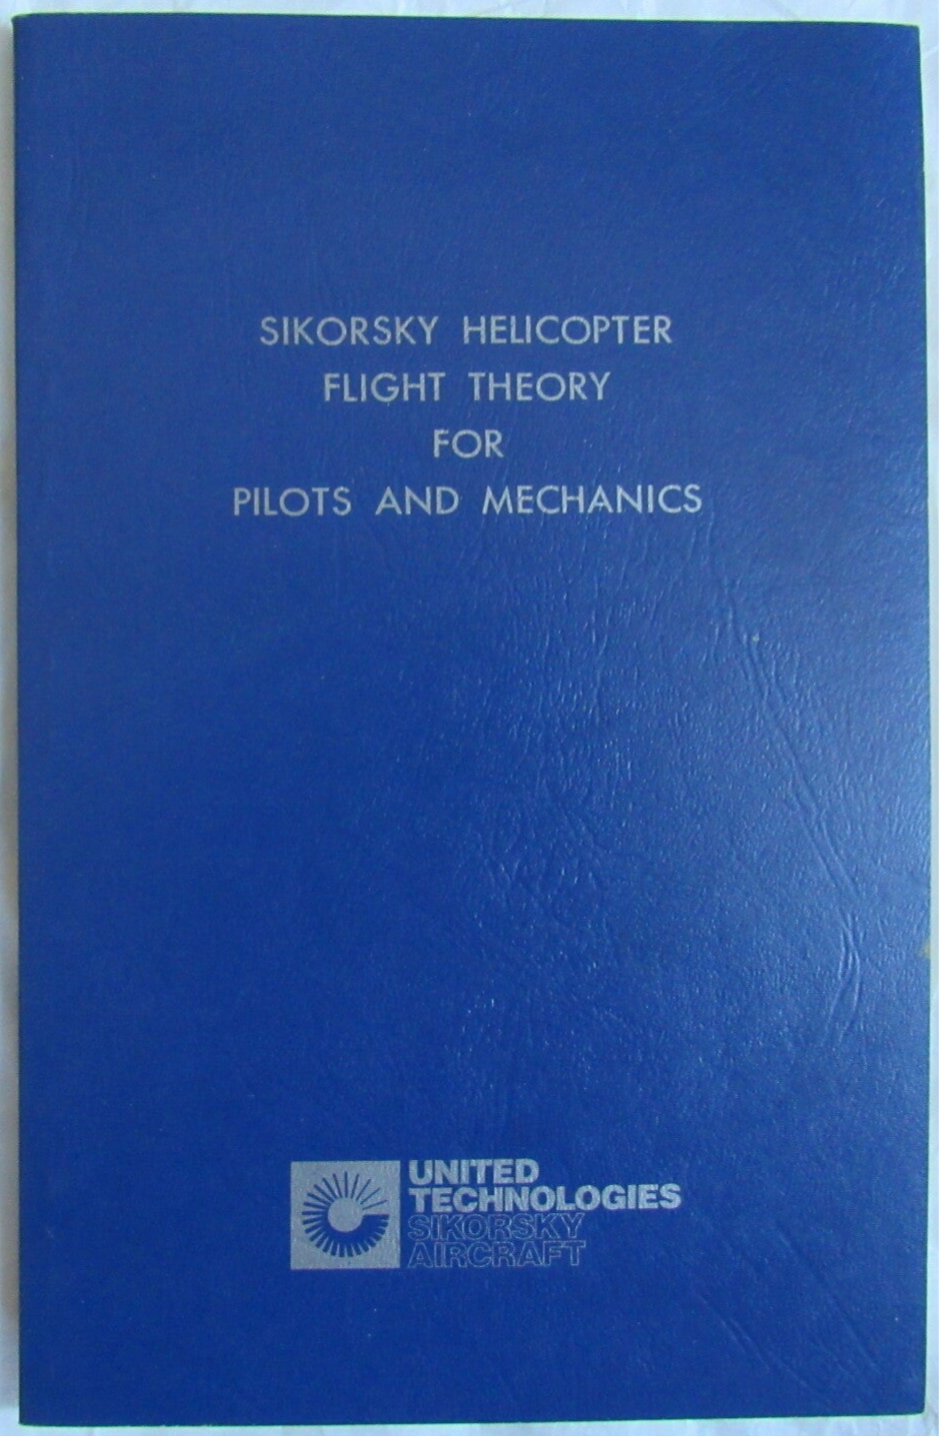 SIKORSKY HELICOPTER
FLIGHT THEORY
FOR
PILOTS AND MECHANICS
UNITED
TECHNOLOGIES
SIKORSKY
AIRCRAFT